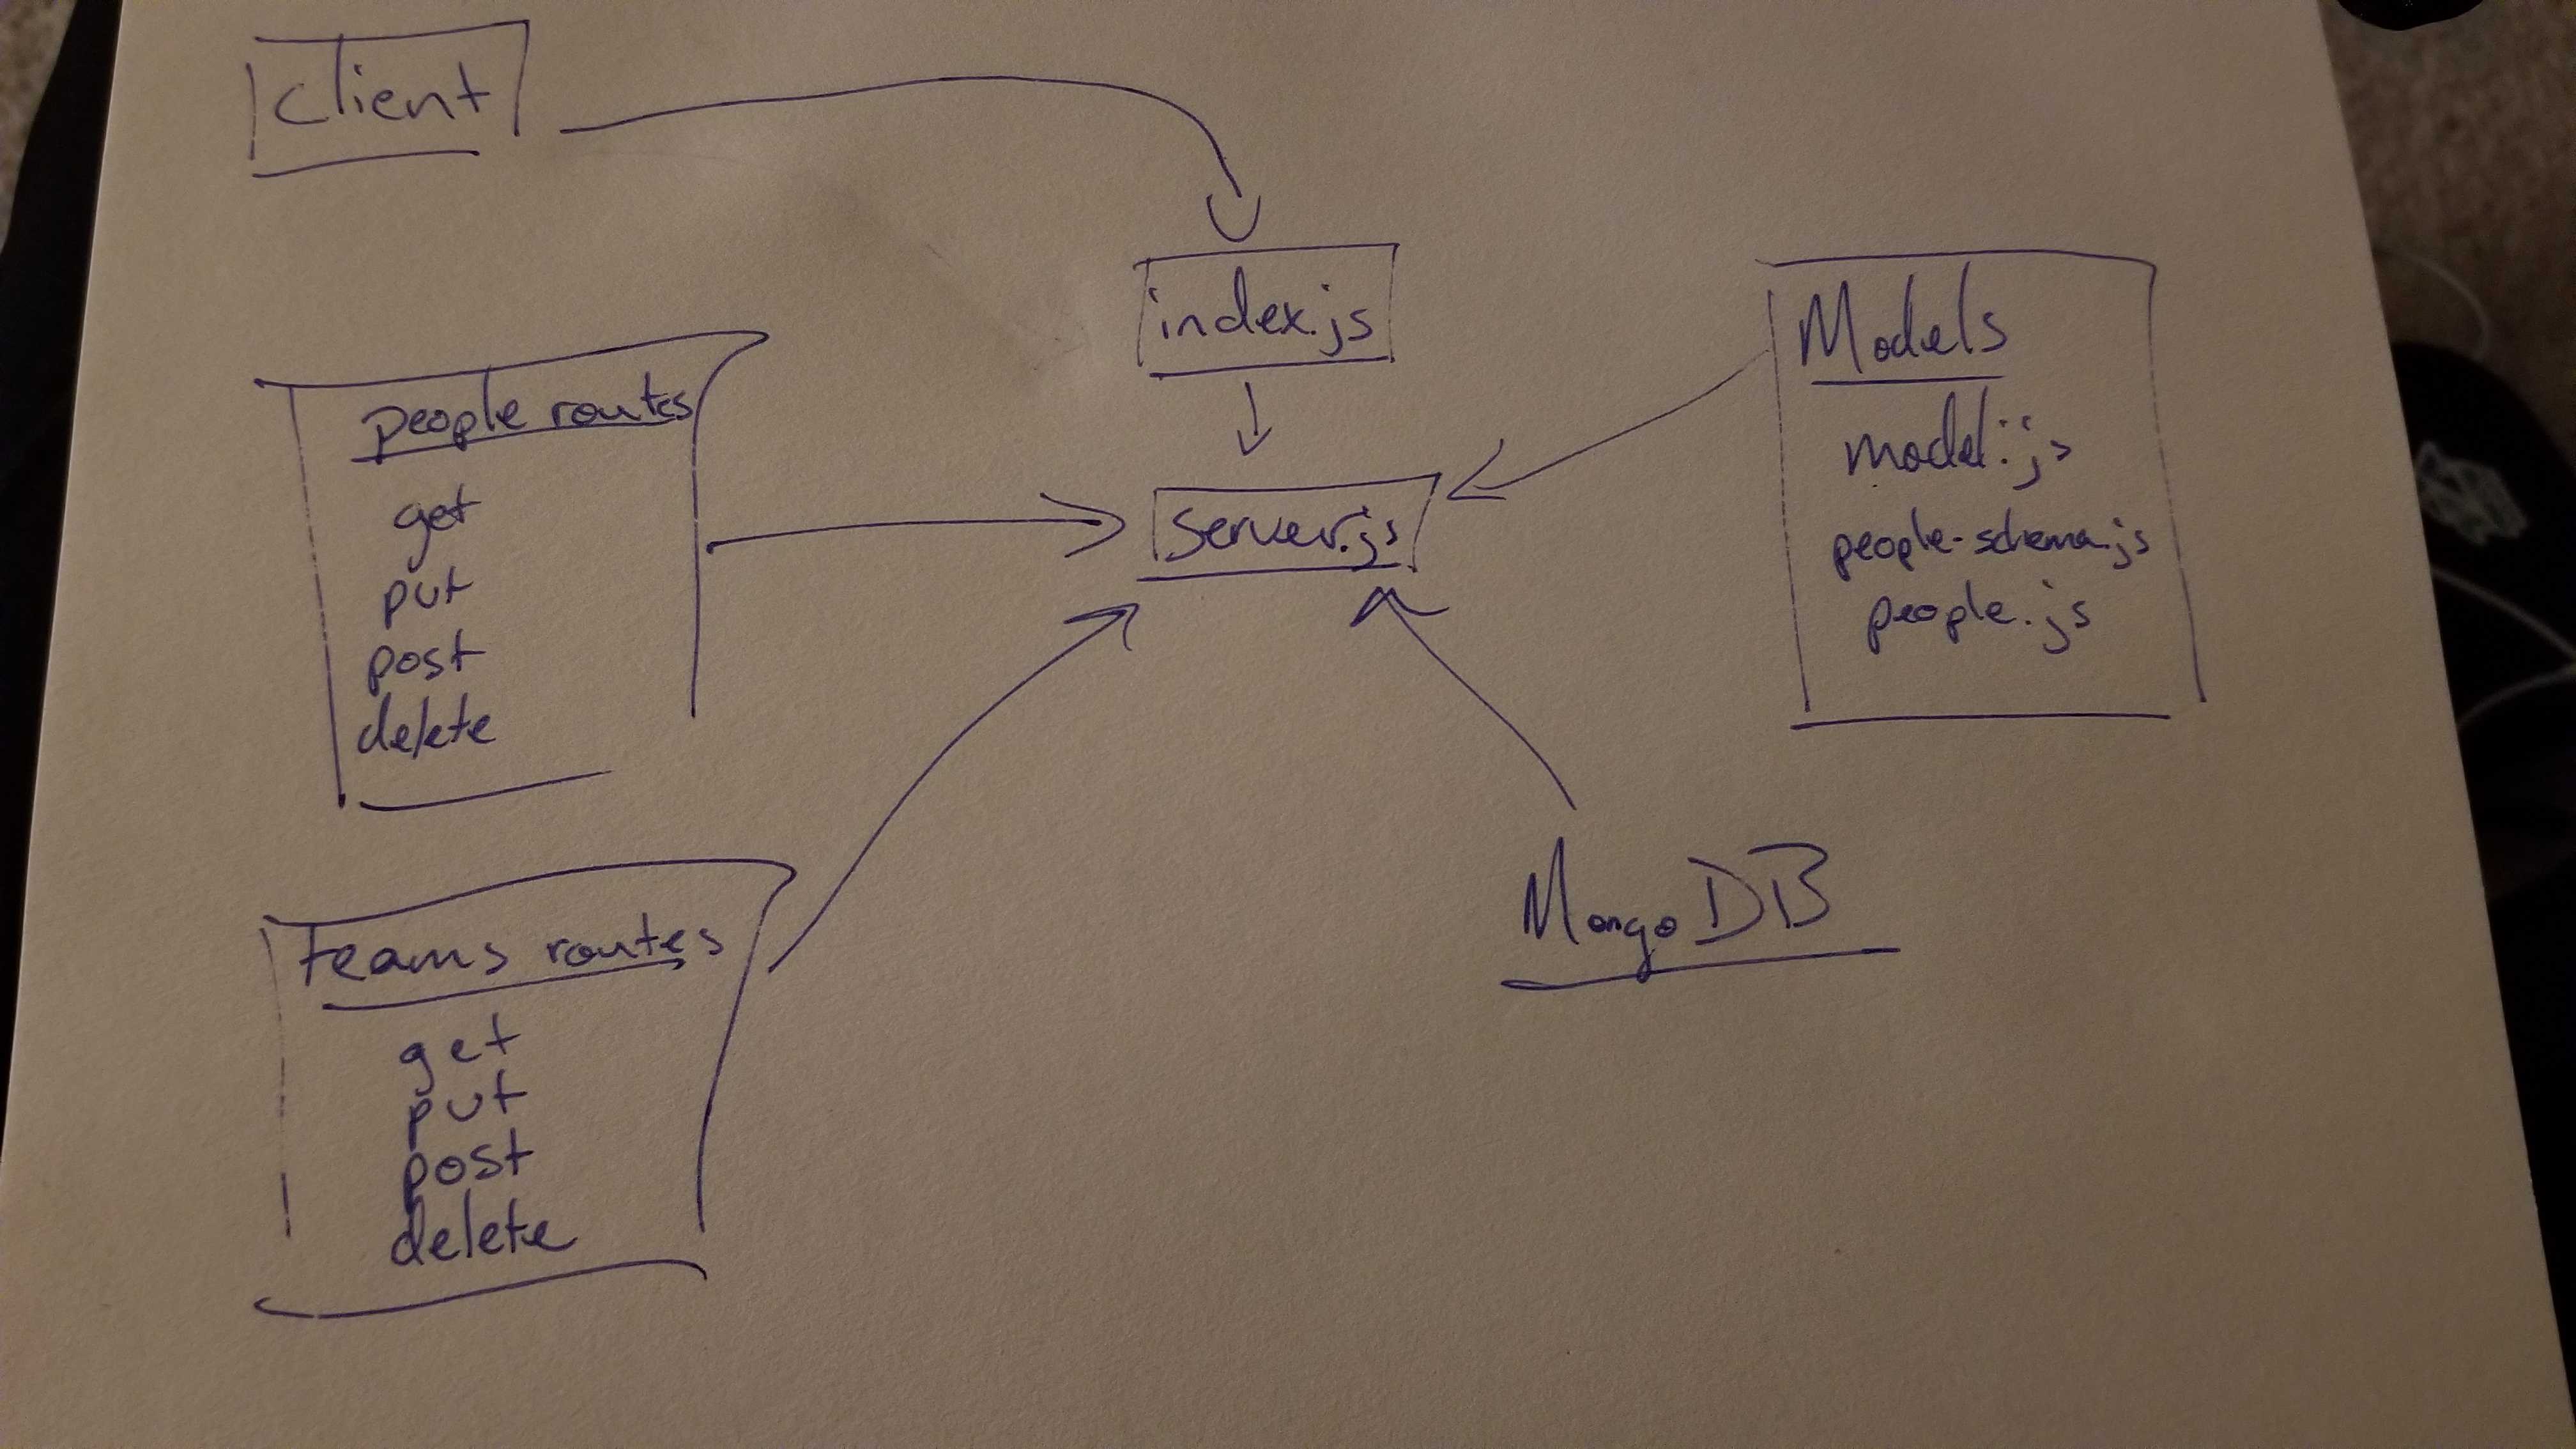 client
index.js
people routes
get
put
post
delete
server.js
Models
model.js
people-schema.js
people.js
teams routes
get
put
post
delete
MongoDB